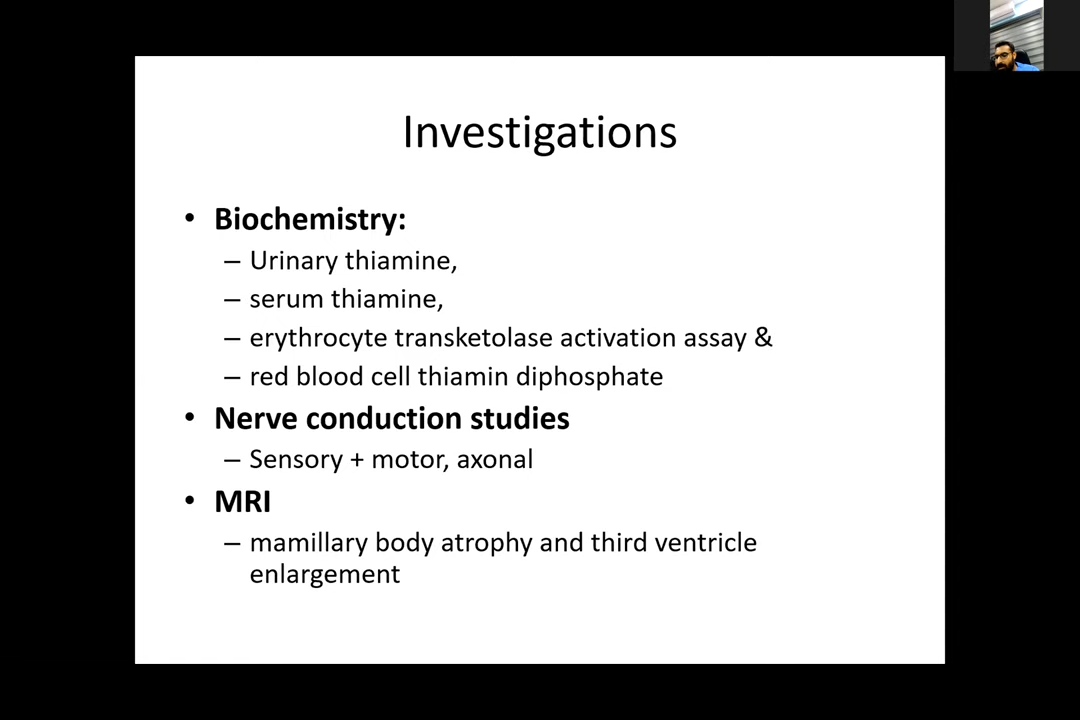 Investigations
• Biochemistry:
– Urinary thiamine,
– serum thiamine,
– erythrocyte transketolase activation assay &
– red blood cell thiamin diphosphate
• Nerve conduction studies
– Sensory + motor, axonal
• MRI
– mamillary body atrophy and third ventricle
enlargement